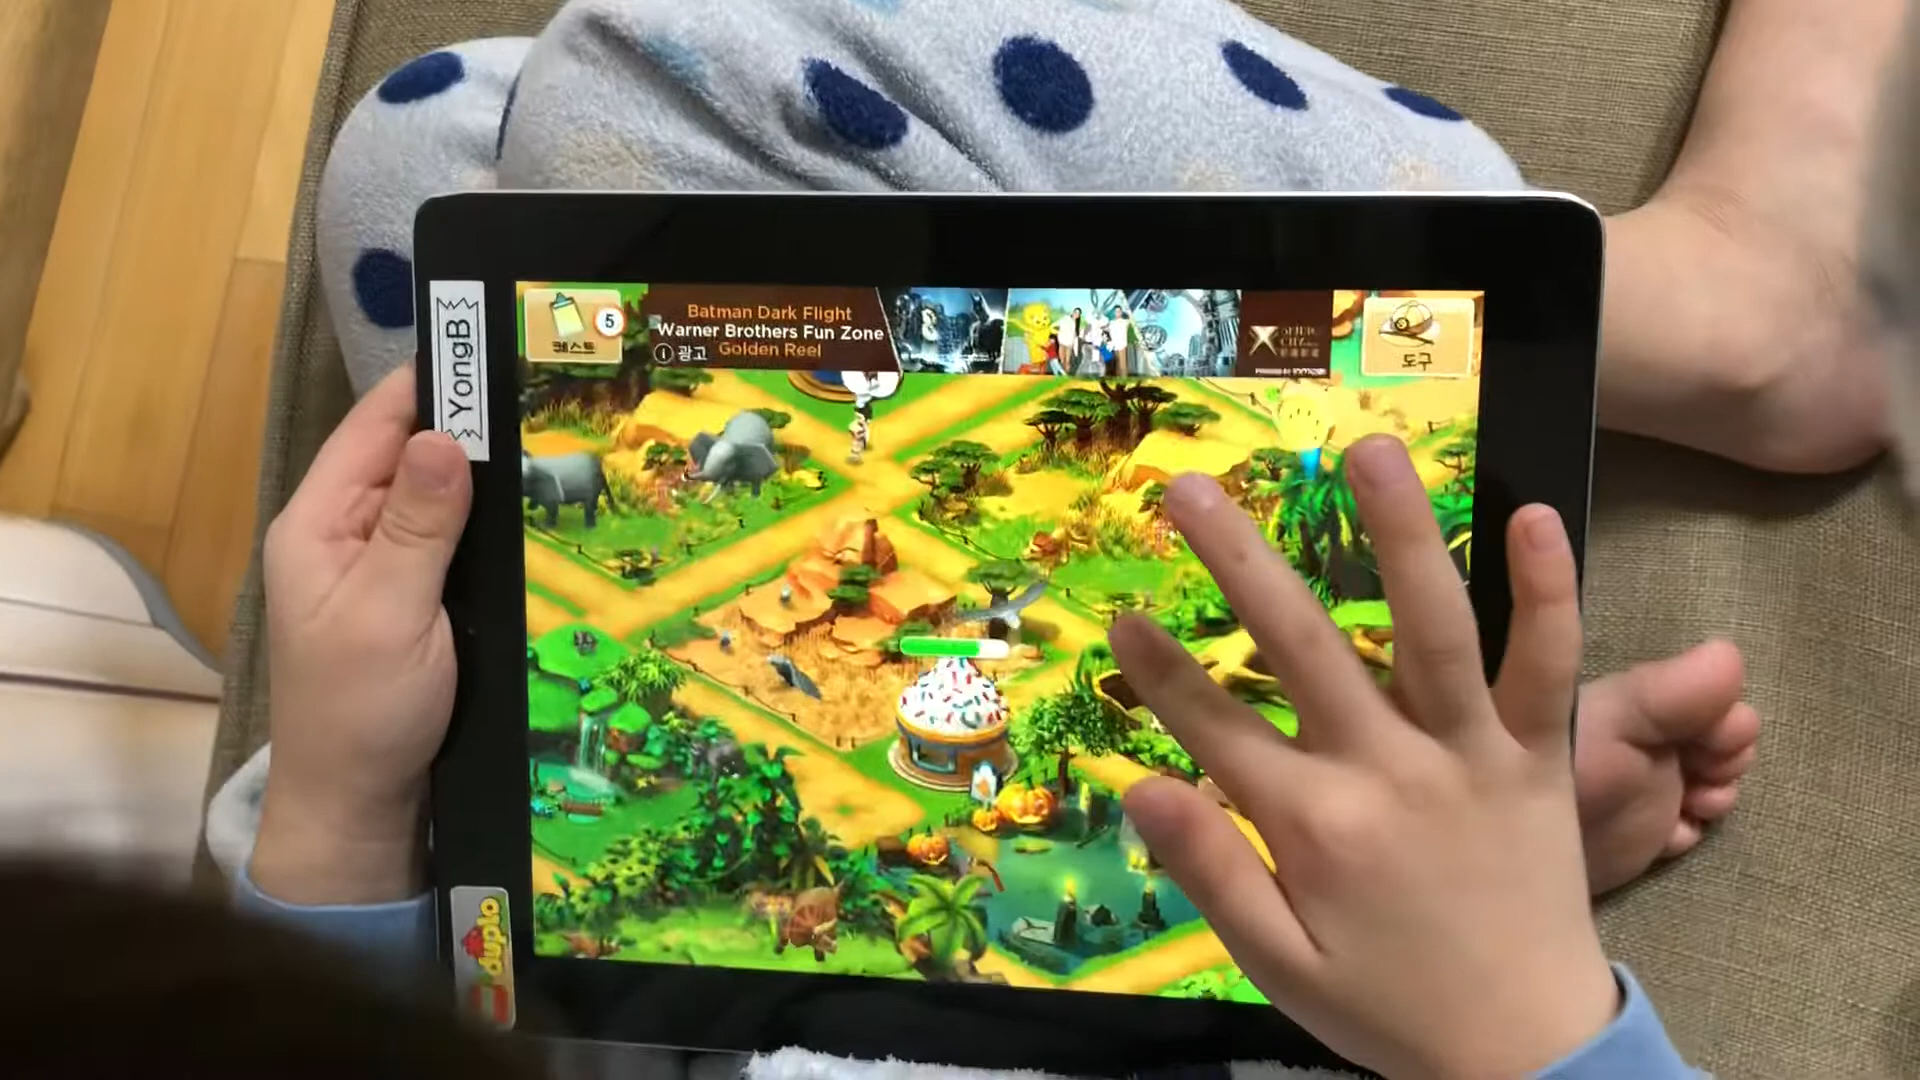 YongB
duplo
퀘스트
5
Batman Dark Flight
Warner Brothers Fun Zone
Golden Reel
광고
도구